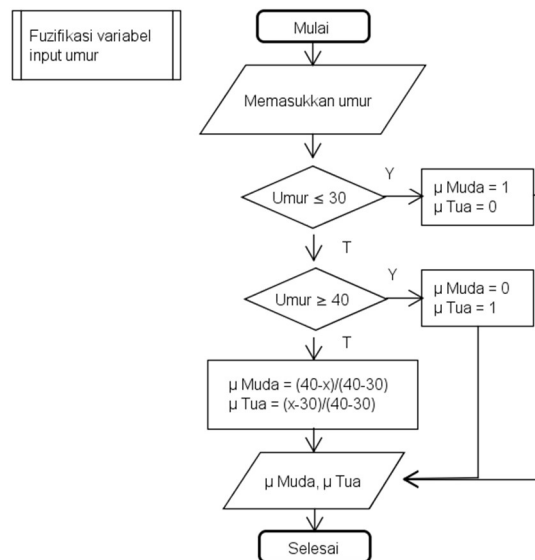 Fuzifikasi variabel
input umur
Mulai
Memasukkan umur
Umur ≤ 30
Y
µ Muda = 1
µ Tua = 0
T
Umur ≥ 40
Y
µ Muda = 0
µ Tua = 1
T
µ Muda = (40-x)/(40-30)
µ Tua = (x-30)/(40-30)
µ Muda, µ Tua
Selesai